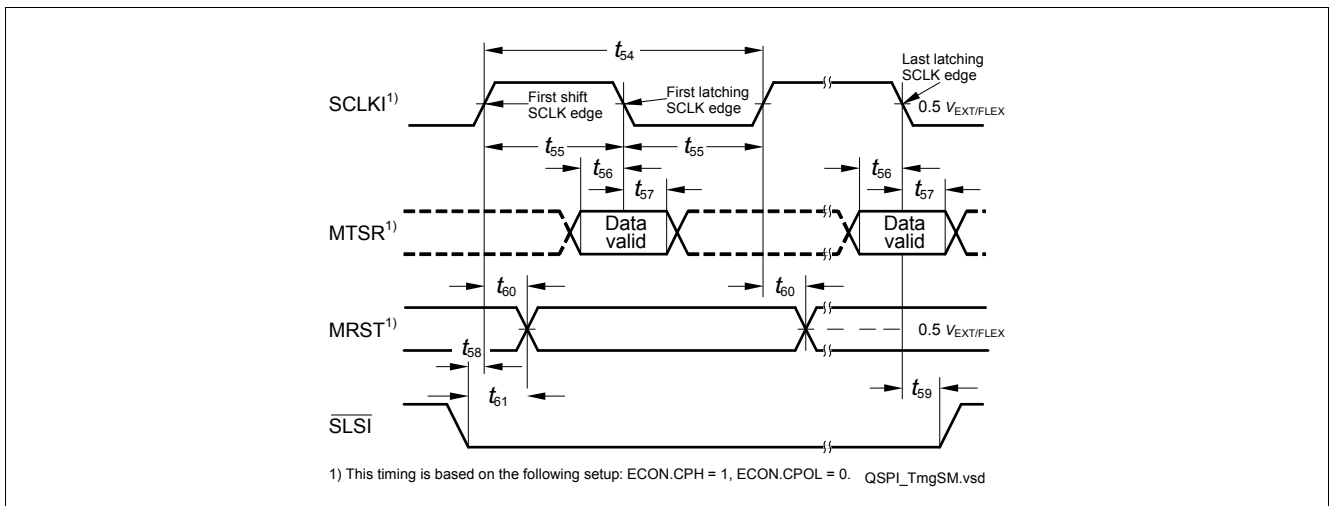 t54
SCLKI1)
First shift
SCLK edge
First latching
SCLK edge
Last latching
SCLK edge
0.5 VEXT/FLEX
t55
t55
t56
t57
t56
t57
MTSR1)
Data
valid
Data
valid
t60
t60
MRST1)
0.5 VEXT/FLEX
t58
t61
t59
SLSI
1) This timing is based on the following setup: ECON.CPH = 1, ECON.CPOL = 0.
QSPI_TmgSM.vsd